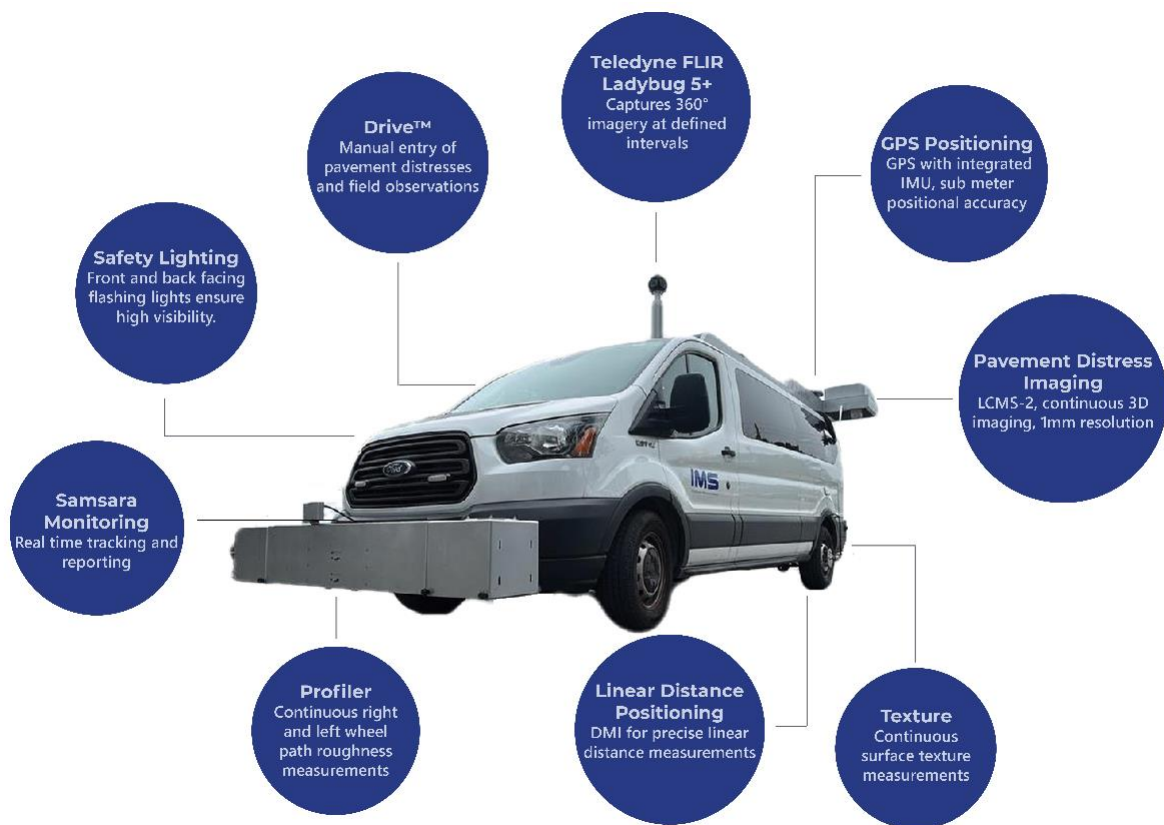 Teledyne FLIR
Ladybug 5+
Captures 360°
imagery at defined
intervals
Drive™
Manual entry of
pavement distresses
and field observations
GPS Positioning
GPS with integrated
IMU, sub meter
positional accuracy
Safety Lighting
Front and back facing
flashing lights ensure
high visibility.
Pavement Distress
Imaging
LCMS-2, continuous 3D
imaging, 1mm resolution
Samsara
Monitoring
Real time tracking and
reporting
Ford
IMS
Profiler
Continuous right
and left wheel
path roughness
measurements
Linear Distance
Positioning
DMI for precise linear
distance measurements
Texture
Continuous
surface texture
measurements